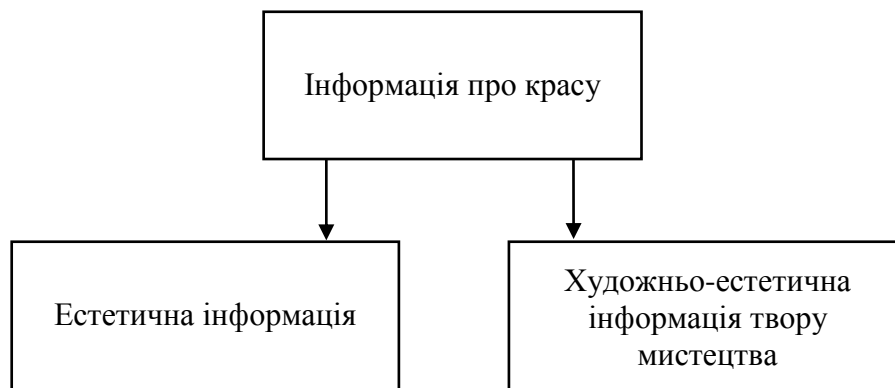 Інформація про красу
Естетична інформація
Художньо-естетична
інформація твору
мистецтва